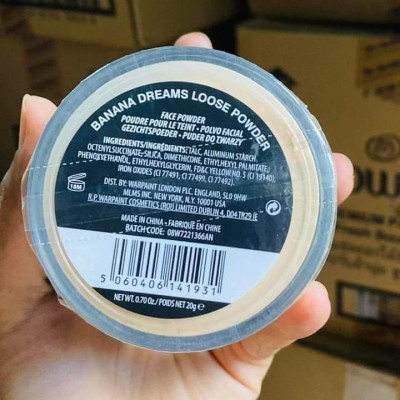 BANANA DREAMS LOOSE POWDER
FACE POWDER
POUDRE POUR LE TEINT • POLVO FACIAL
GEZICHTSPOEDER • PUDER DO TWARZY
INGREDIENTS/INGRÉDIENTS: TALC, ALUMINUM STARCH
OCTENYLSUCCINATE, SILICA, DIMETHICONE, ETHYLHEXYL PALMITATE,
PHENOXYETHANOL, ETHYLHEXYLGLYCERIN, FD&C YELLOW NO. 5 (CI 19140),
IRON OXIDES (CI 77491, CI 77499, CI 77492).
DIST. BY: WARPAINT LONDON PLC. ENGLAND, SL0 9HW
MLMS INC. NEW YORK, N.Y. 10001 USA
R.P. WARPAINT COSMETICS (ROI) LIMITED DUBLIN 4, D04 TR29 IE
MADE IN CHINA • FABRIQUÉ EN CHINE
BATCH CODE: 08W7221366AN
5 060406 141931
NET WT. 0.70 Oz./ POIDS NET 20g ℮